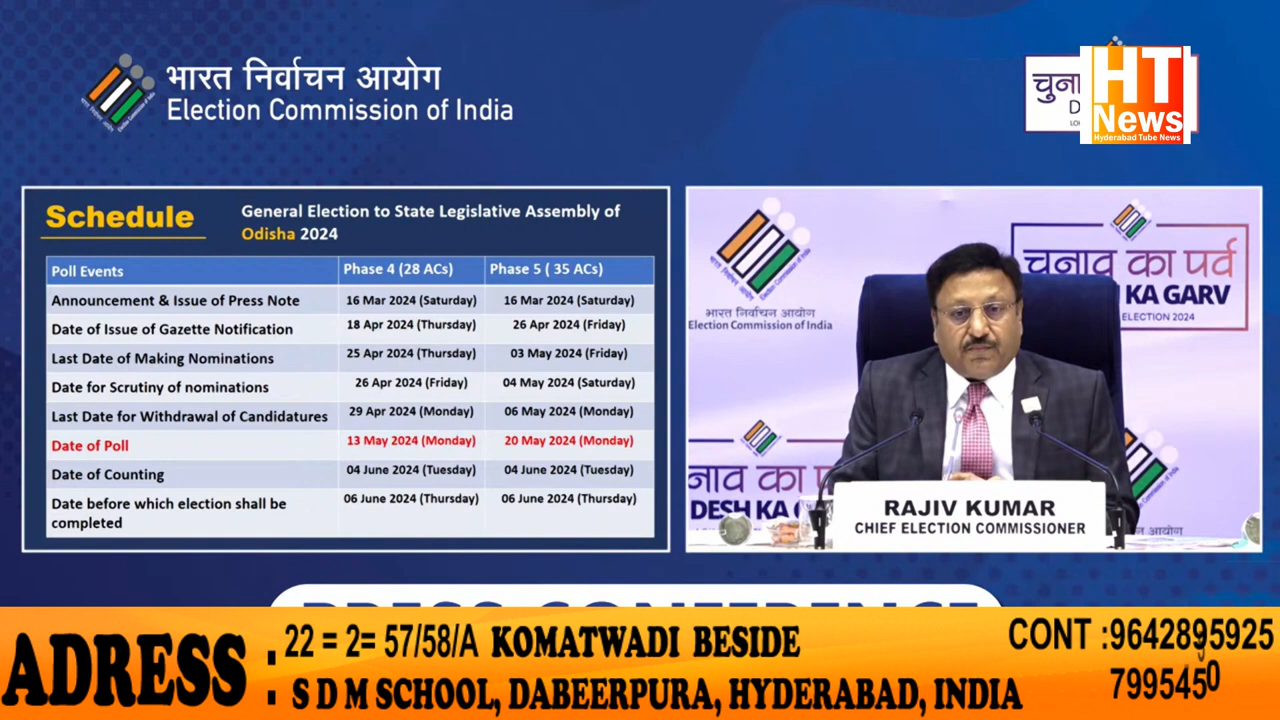 भारत निर्वाचन आयोग
Election Commission of India
चुना
HT
News
Hyderabad Tube News
Schedule
General Election to State Legislative Assembly of
Odisha 2024
Poll Events Phase 4 (28 ACs) Phase 5 ( 35 ACs)
Announcement & Issue of Press Note 16 Mar 2024 (Saturday) 16 Mar 2024 (Saturday)
Date of Issue of Gazette Notification 18 Apr 2024 (Thursday) 26 Apr 2024 (Friday)
Last Date of Making Nominations 25 Apr 2024 (Thursday) 03 May 2024 (Friday)
Date for Scrutiny of nominations 26 Apr 2024 (Friday) 04 May 2024 (Saturday)
Last Date for Withdrawal of Candidatures 29 Apr 2024 (Monday) 06 May 2024 (Monday)
Date of Poll 13 May 2024 (Monday) 20 May 2024 (Monday)
Date of Counting 04 June 2024 (Tuesday) 04 June 2024 (Tuesday)
Date before which election shall be
completed 06 June 2024 (Thursday) 06 June 2024 (Thursday)
भारत निर्वाचन आयोग
Election Commission of India
चुनाव का पर्व
KA GARV
ELECTION 2024
नाव का प
DESH KA
आयोग
RAJIV KUMAR
CHIEF ELECTION COMMISSIONER
PRESS CONFERENCE
ADRESS : 22 = 2= 57/58/A KOMATWADI BESIDE
S D M SCHOOL, DABEERPURA, HYDERABAD, INDIA
CONT :9642895925